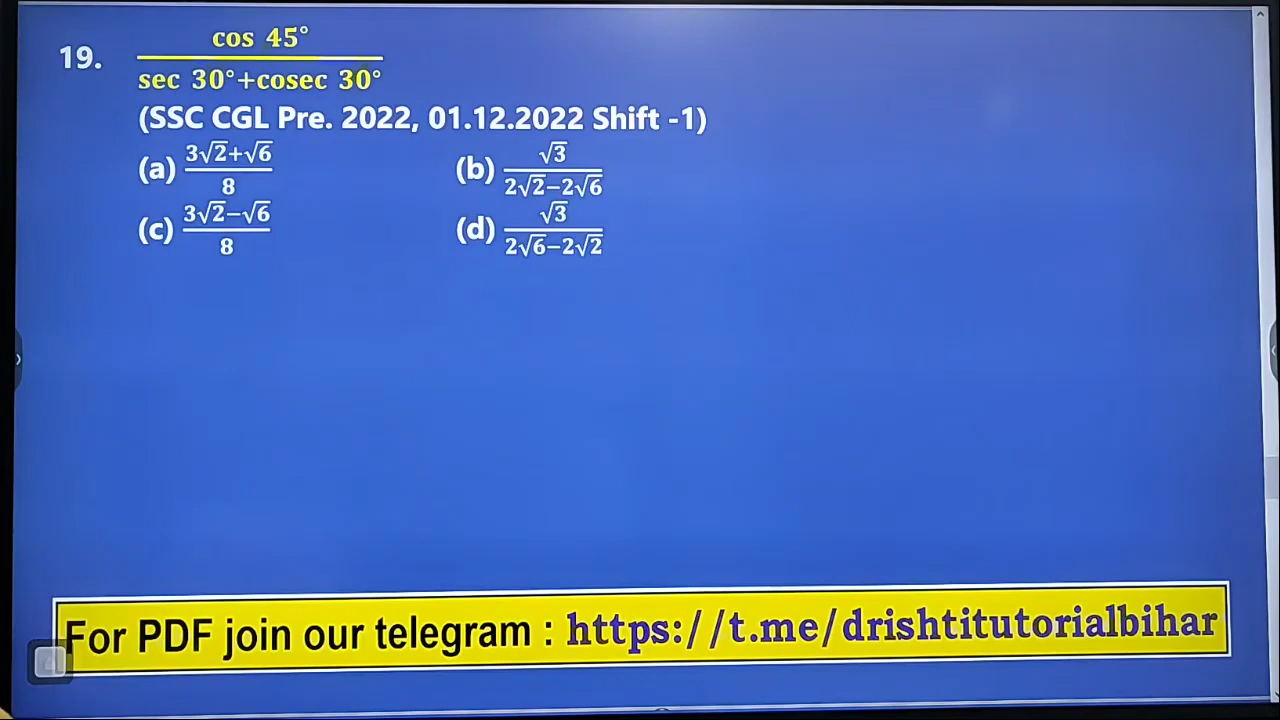 19. cos 45° / sec 30°+cosec 30°
(SSC CGL Pre. 2022, 01.12.2022 Shift -1)
(a) 3√2+√6 / 8 (b) √3 / 2√2−2√6
(c) 3√2−√6 / 8 (d) √3 / 2√6−2√2
For PDF join our telegram : https://t.me/drishtitutorialbihar